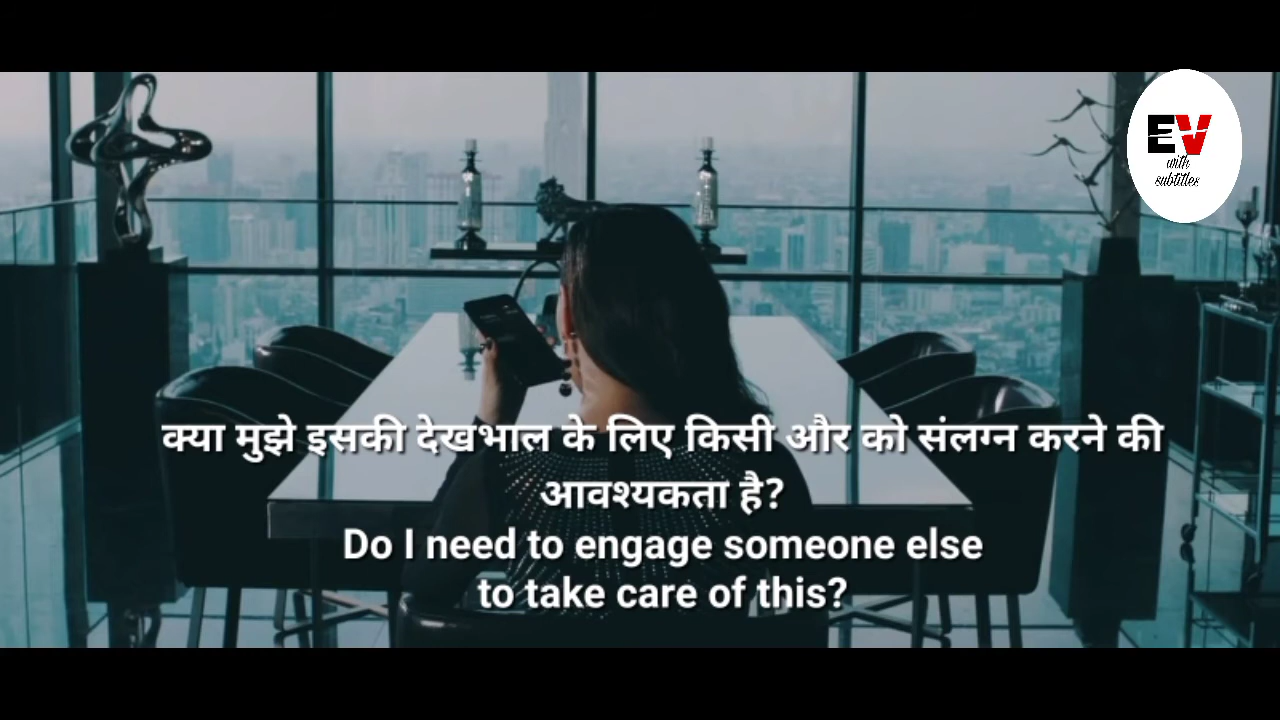 EV
with
subtitles
क्या मुझे इसकी देखभाल के लिए किसी और को संलग्न करने की
आवश्यकता है?
Do I need to engage someone else
to take care of this?